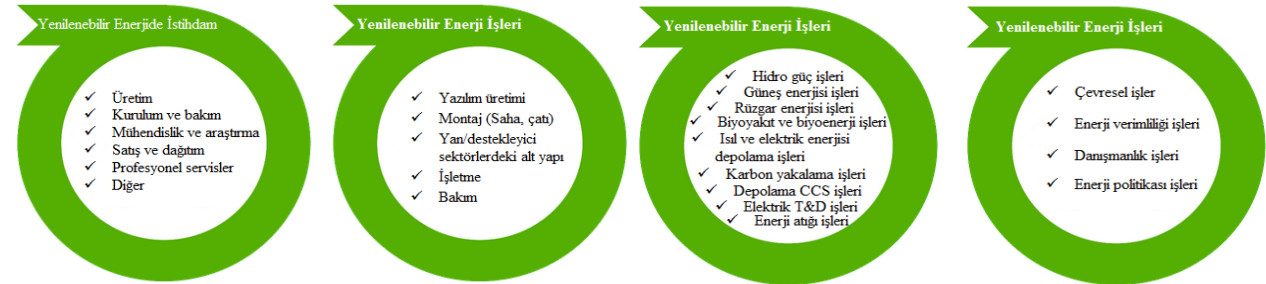 Yenilenebilir Enerjide İstihdam
✓ Üretim
✓ Kurulum ve bakım
✓ Mühendislik ve araştırma
✓ Satış ve dağıtım
✓ Profesyonel servisler
✓ Diğer
Yenilenebilir Enerji İşleri
✓ Yazılım üretimi
✓ Montaj (Saha, çatı)
✓ Yan/destekleyici
sektörlerdeki alt yapı
✓ İşletme
✓ Bakım
Yenilenebilir Enerji İşleri
✓ Hidro güç işleri
✓ Güneş enerjisi işleri
✓ Rüzgar enerjisi işleri
✓ Biyoyakıt ve biyoenerji işleri
✓ Isıl ve elektrik enerjisi
depolama işleri
✓ Karbon yakalama işleri
✓ Depolama CCS işleri
✓ Elektrik T&D işleri
✓ Enerji atığı işleri
Yenilenebilir Enerji İşleri
✓ Çevresel işler
✓ Enerji verimliliği işleri
✓ Danışmanlık işleri
✓ Enerji politikası işleri